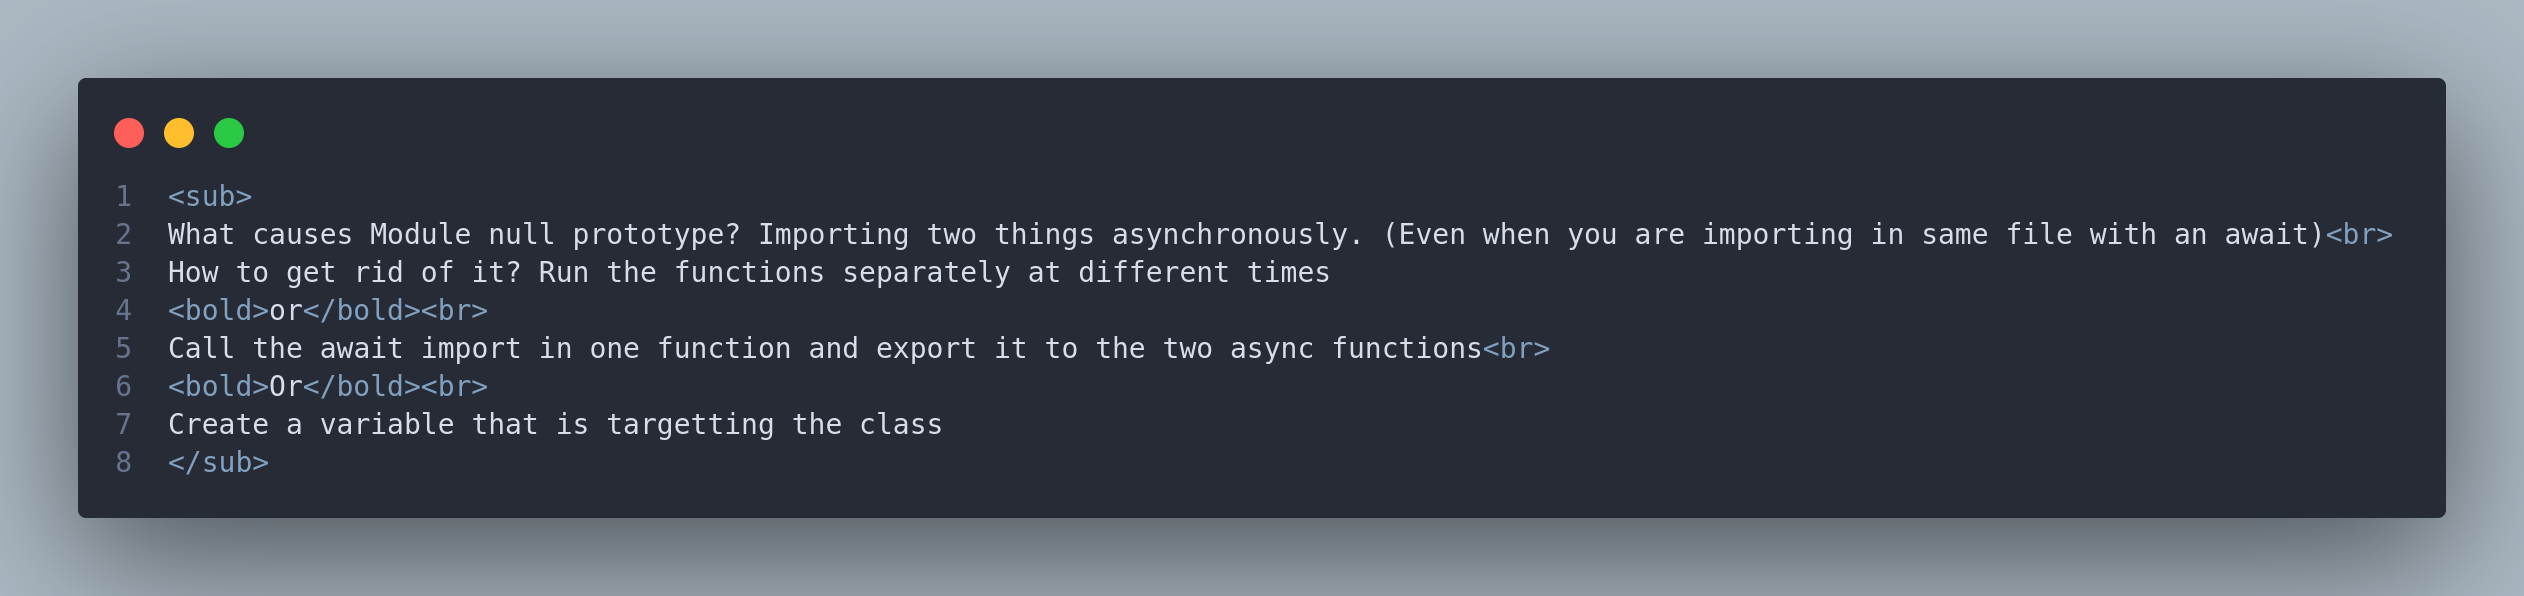 1 <sub>
2 What causes Module null prototype? Importing two things asynchronously. (Even when you are importing in same file with an await)<br>
3 How to get rid of it? Run the functions separately at different times
4 <bold>or</bold><br>
5 Call the await import in one function and export it to the two async functions<br>
6 <bold>Or</bold><br>
7 Create a variable that is targetting the class
8 </sub>